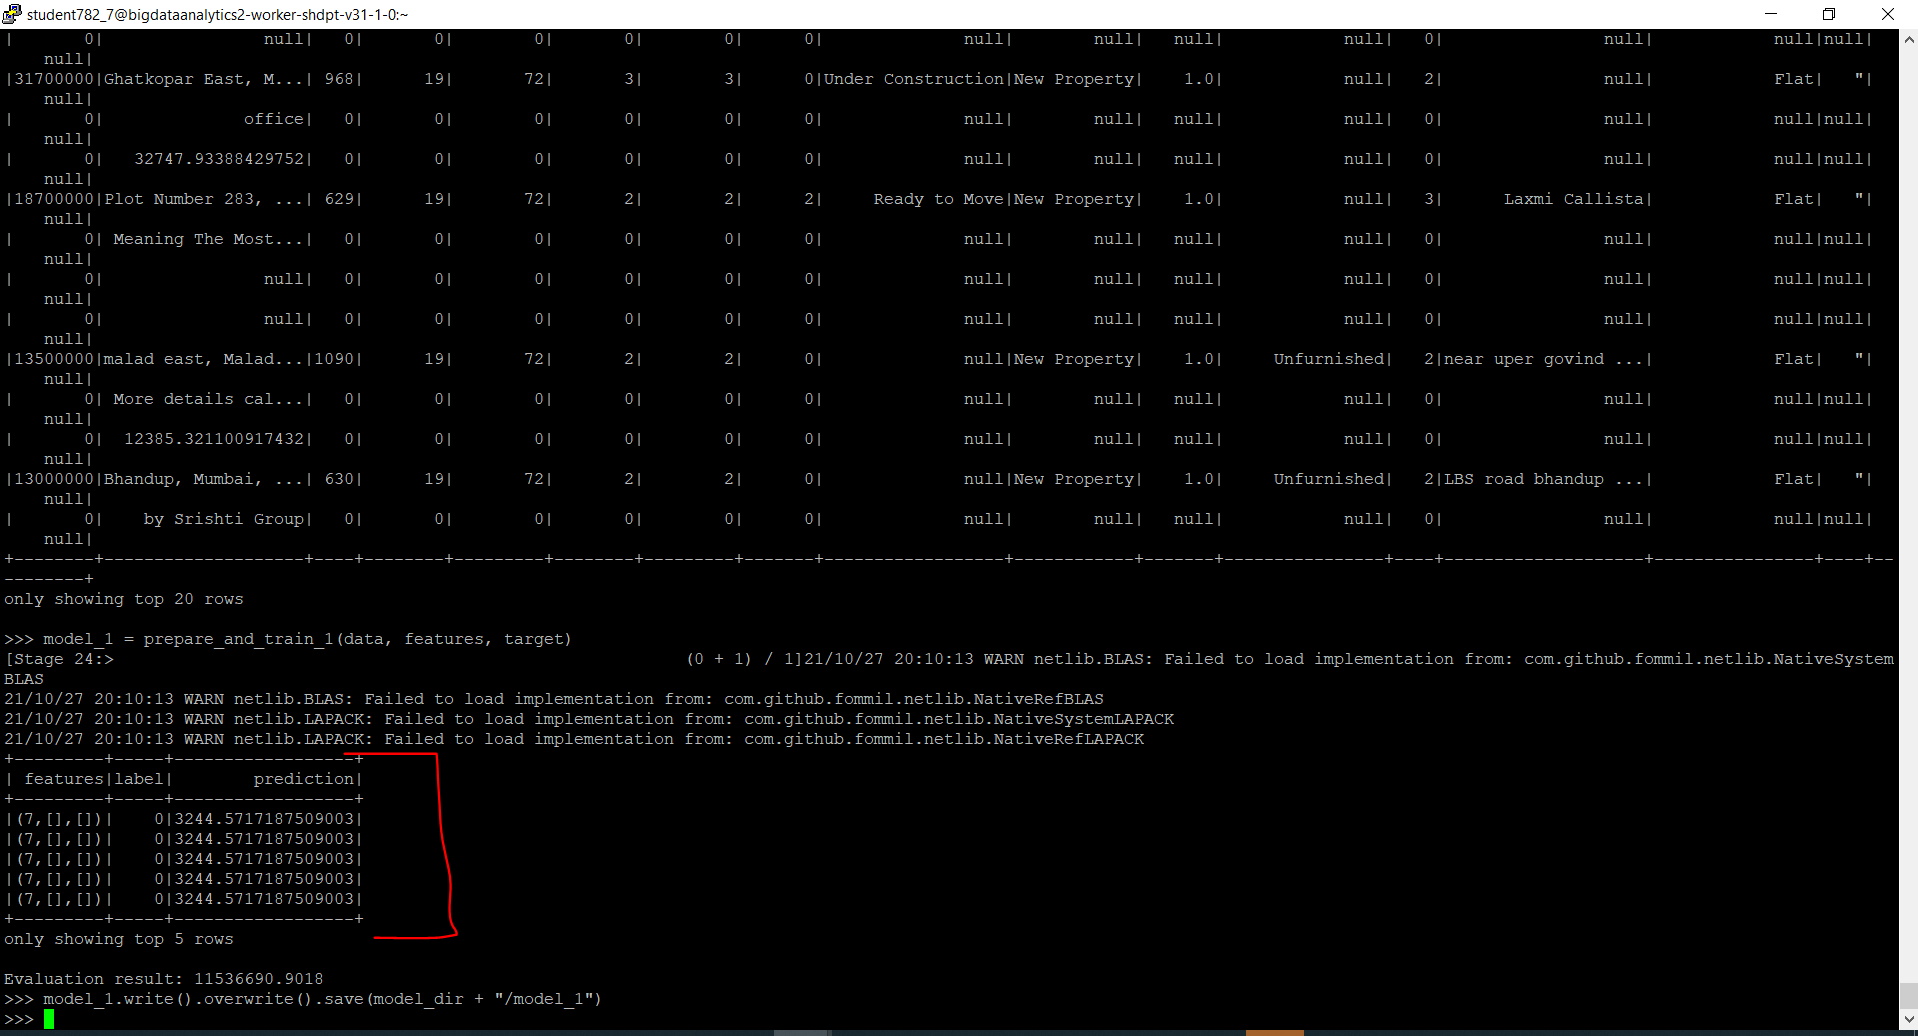 student782_7@bigdataanalytics2-worker-shdpt-v31-1-0:~
|       0|                null|   0|       0|        0|       0|        0|      0|              null|        null|   null|            null|   0|                null|            null|null|
    null|
|31700000|Ghatkopar East, M...| 968|      19|       72|       3|        3|      0|Under Construction|New Property|    1.0|            null|   2|                null|            Flat|   "|
    null|
|       0|              office|   0|       0|        0|       0|        0|      0|              null|        null|   null|            null|   0|                null|            null|null|
    null|
|       0|   32747.93388429752|   0|       0|        0|       0|        0|      0|              null|        null|   null|            null|   0|                null|            null|null|
    null|
|18700000|Plot Number 283, ...| 629|      19|       72|       2|        2|      2|     Ready to Move|New Property|    1.0|            null|   3|      Laxmi Callista|            Flat|   "|
    null|
|       0| Meaning The Most...|   0|       0|        0|       0|        0|      0|              null|        null|   null|            null|   0|                null|            null|null|
    null|
|       0|                null|   0|       0|        0|       0|        0|      0|              null|        null|   null|            null|   0|                null|            null|null|
    null|
|       0|                null|   0|       0|        0|       0|        0|      0|              null|        null|   null|            null|   0|                null|            null|null|
    null|
|13500000|malad east, Malad...|1090|      19|       72|       2|        2|      0|              null|New Property|    1.0|     Unfurnished|   2|near uper govind ...|            Flat|   "|
    null|
|       0| More details cal...|   0|       0|        0|       0|        0|      0|              null|        null|   null|            null|   0|                null|            null|null|
    null|
|       0|  12385.321100917432|   0|       0|        0|       0|        0|      0|              null|        null|   null|            null|   0|                null|            null|null|
    null|
|13000000|Bhandup, Mumbai, ...| 630|      19|       72|       2|        2|      0|              null|New Property|    1.0|     Unfurnished|   2|LBS road bhandup ...|            Flat|   "|
    null|
|       0|    by Srishti Group|   0|       0|        0|       0|        0|      0|              null|        null|   null|            null|   0|                null|            null|null|
    null|
+--------+--------------------+----+--------+---------+--------+---------+-------+------------------+------------+-------+----------------+----+--------------------+----------------+----+--
--------+
only showing top 20 rows
>>> model_1 = prepare_and_train_1(data, features, target)
[Stage 24:>                                                         (0 + 1) / 1]21/10/27 20:10:13 WARN netlib.BLAS: Failed to load implementation from: com.github.fommil.netlib.NativeSystem
BLAS
21/10/27 20:10:13 WARN netlib.BLAS: Failed to load implementation from: com.github.fommil.netlib.NativeRefBLAS
21/10/27 20:10:13 WARN netlib.LAPACK: Failed to load implementation from: com.github.fommil.netlib.NativeSystemLAPACK
21/10/27 20:10:13 WARN netlib.LAPACK: Failed to load implementation from: com.github.fommil.netlib.NativeRefLAPACK
+---------+-----+------------------+
| features|label|        prediction|
+---------+-----+------------------+
|(7,[],[])|    0|3244.5717187509003|
|(7,[],[])|    0|3244.5717187509003|
|(7,[],[])|    0|3244.5717187509003|
|(7,[],[])|    0|3244.5717187509003|
|(7,[],[])|    0|3244.5717187509003|
+---------+-----+------------------+
only showing top 5 rows
Evaluation result: 11536690.9018
>>> model_1.write().overwrite().save(model_dir + "/model_1")
>>>